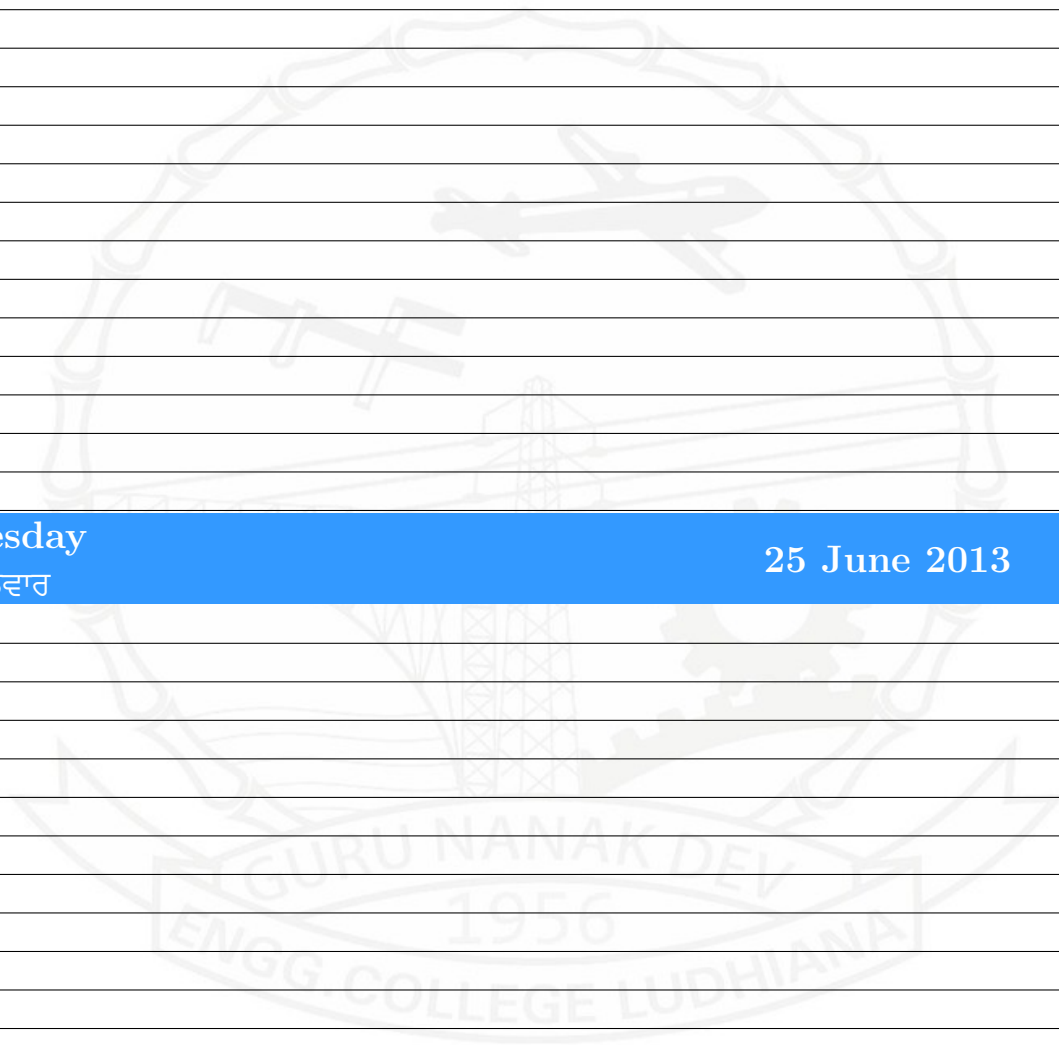 esday
ਵਾਰ
25 June 2013
GURU NANAK DEV
1956
ENGG. COLLEGE LUDHIANA